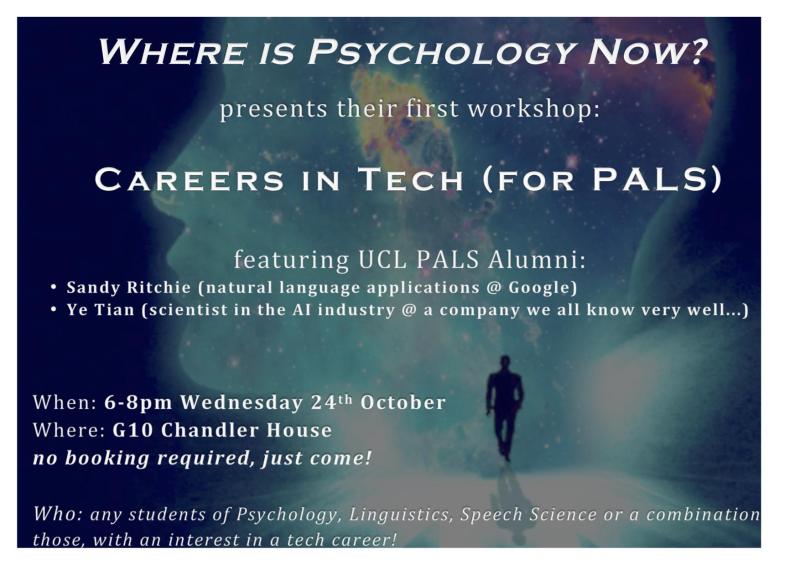 WHERE IS PSYCHOLOGY NOW?
presents their first workshop:
CAREERS IN TECH (FOR PALS)
featuring UCL PALS Alumni:
• Sandy Ritchie (natural language applications @ Google)
• Ye Tian (scientist in the AI industry @ a company we all know very well...)
When: 6-8pm Wednesday 24th October
Where: G10 Chandler House
no booking required, just come!
Who: any students of Psychology, Linguistics, Speech Science or a combination
those, with an interest in a tech career!